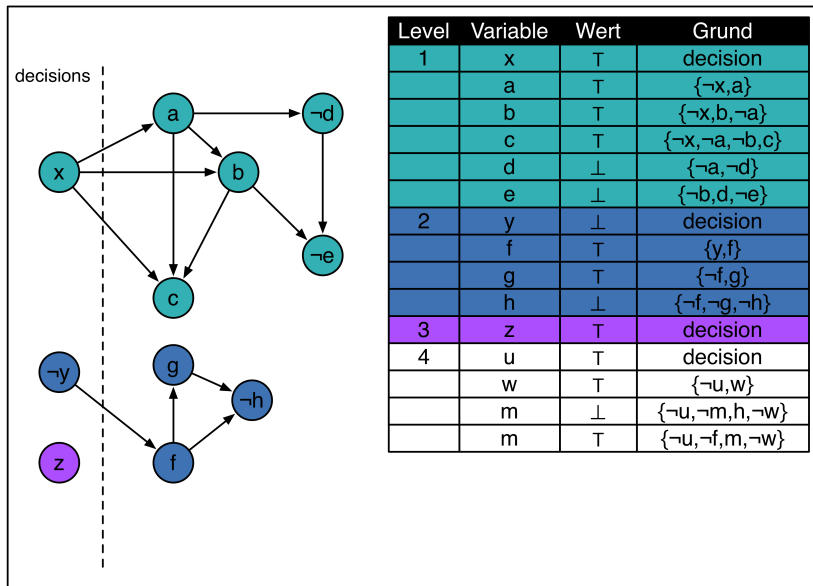 decisions
a
¬d
x
b
¬e
c
¬y
g
¬h
z
f
Level Variable Wert Grund
1 x ⊤ decision
a ⊤ {¬x,a}
b ⊤ {¬x,b,¬a}
c ⊤ {¬x,¬a,¬b,c}
d ⊥ {¬a,¬d}
e ⊥ {¬b,d,¬e}
2 y ⊥ decision
f ⊤ {y,f}
g ⊤ {¬f,g}
h ⊥ {¬f,¬g,¬h}
3 z ⊤ decision
4 u ⊤ decision
w ⊤ {¬u,w}
m ⊥ {¬u,¬m,h,¬w}
m ⊤ {¬u,¬f,m,¬w}